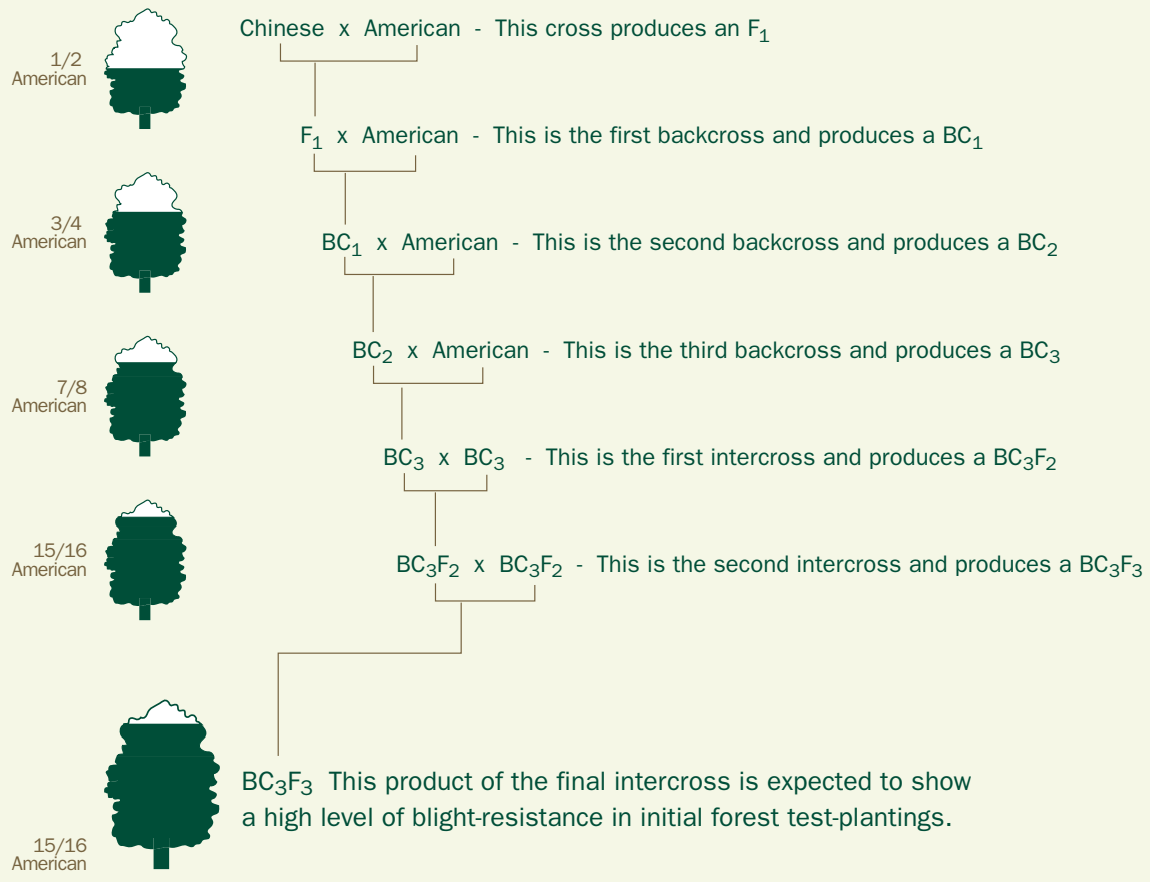 Chinese x American - This cross produces an F1
1/2
American
F1 x American - This is the first backcross and produces a BC1
3/4
American
BC1 x American - This is the second backcross and produces a BC2
BC2 x American - This is the third backcross and produces a BC3
7/8
American
BC3 x BC3 - This is the first intercross and produces a BC3F2
15/16
American
BC3F2 x BC3F2 - This is the second intercross and produces a BC3F3
BC3F3 This product of the final intercross is expected to show
a high level of blight-resistance in initial forest test-plantings.
15/16
American